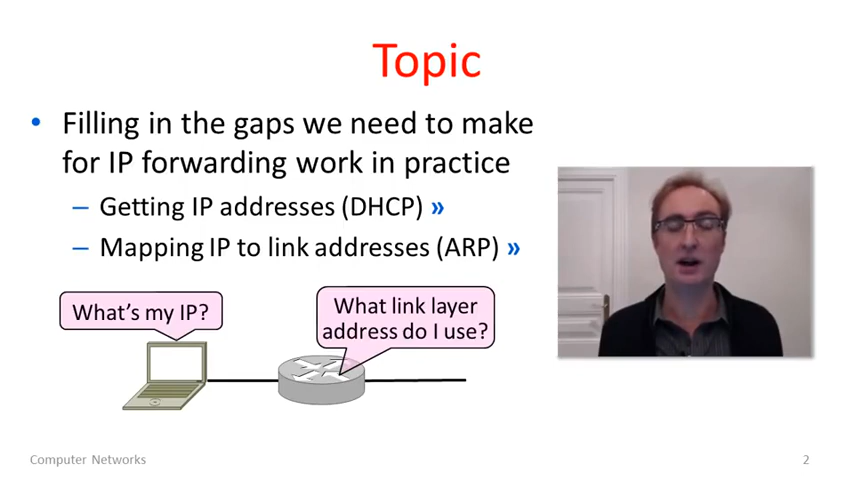 Topic
• Filling in the gaps we need to make
for IP forwarding work in practice
– Getting IP addresses (DHCP) »
– Mapping IP to link addresses (ARP) »
What's my IP?
What link layer
address do I use?
Computer Networks
2